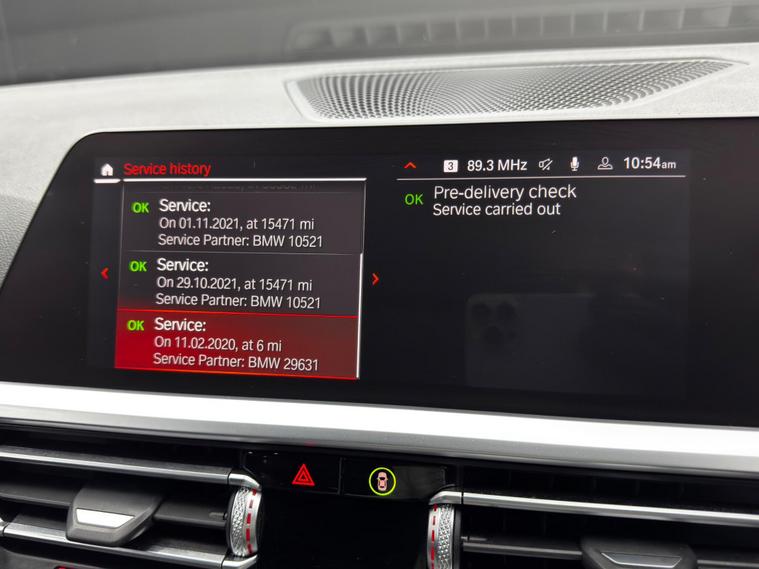 Service history
3 89.3 MHz 10:54am
OK Service:
On 01.11.2021, at 15471 mi
Service Partner: BMW 10521
OK Service:
On 29.10.2021, at 15471 mi
Service Partner: BMW 10521
OK Service:
On 11.02.2020, at 6 mi
Service Partner: BMW 29631
OK Pre-delivery check
Service carried out